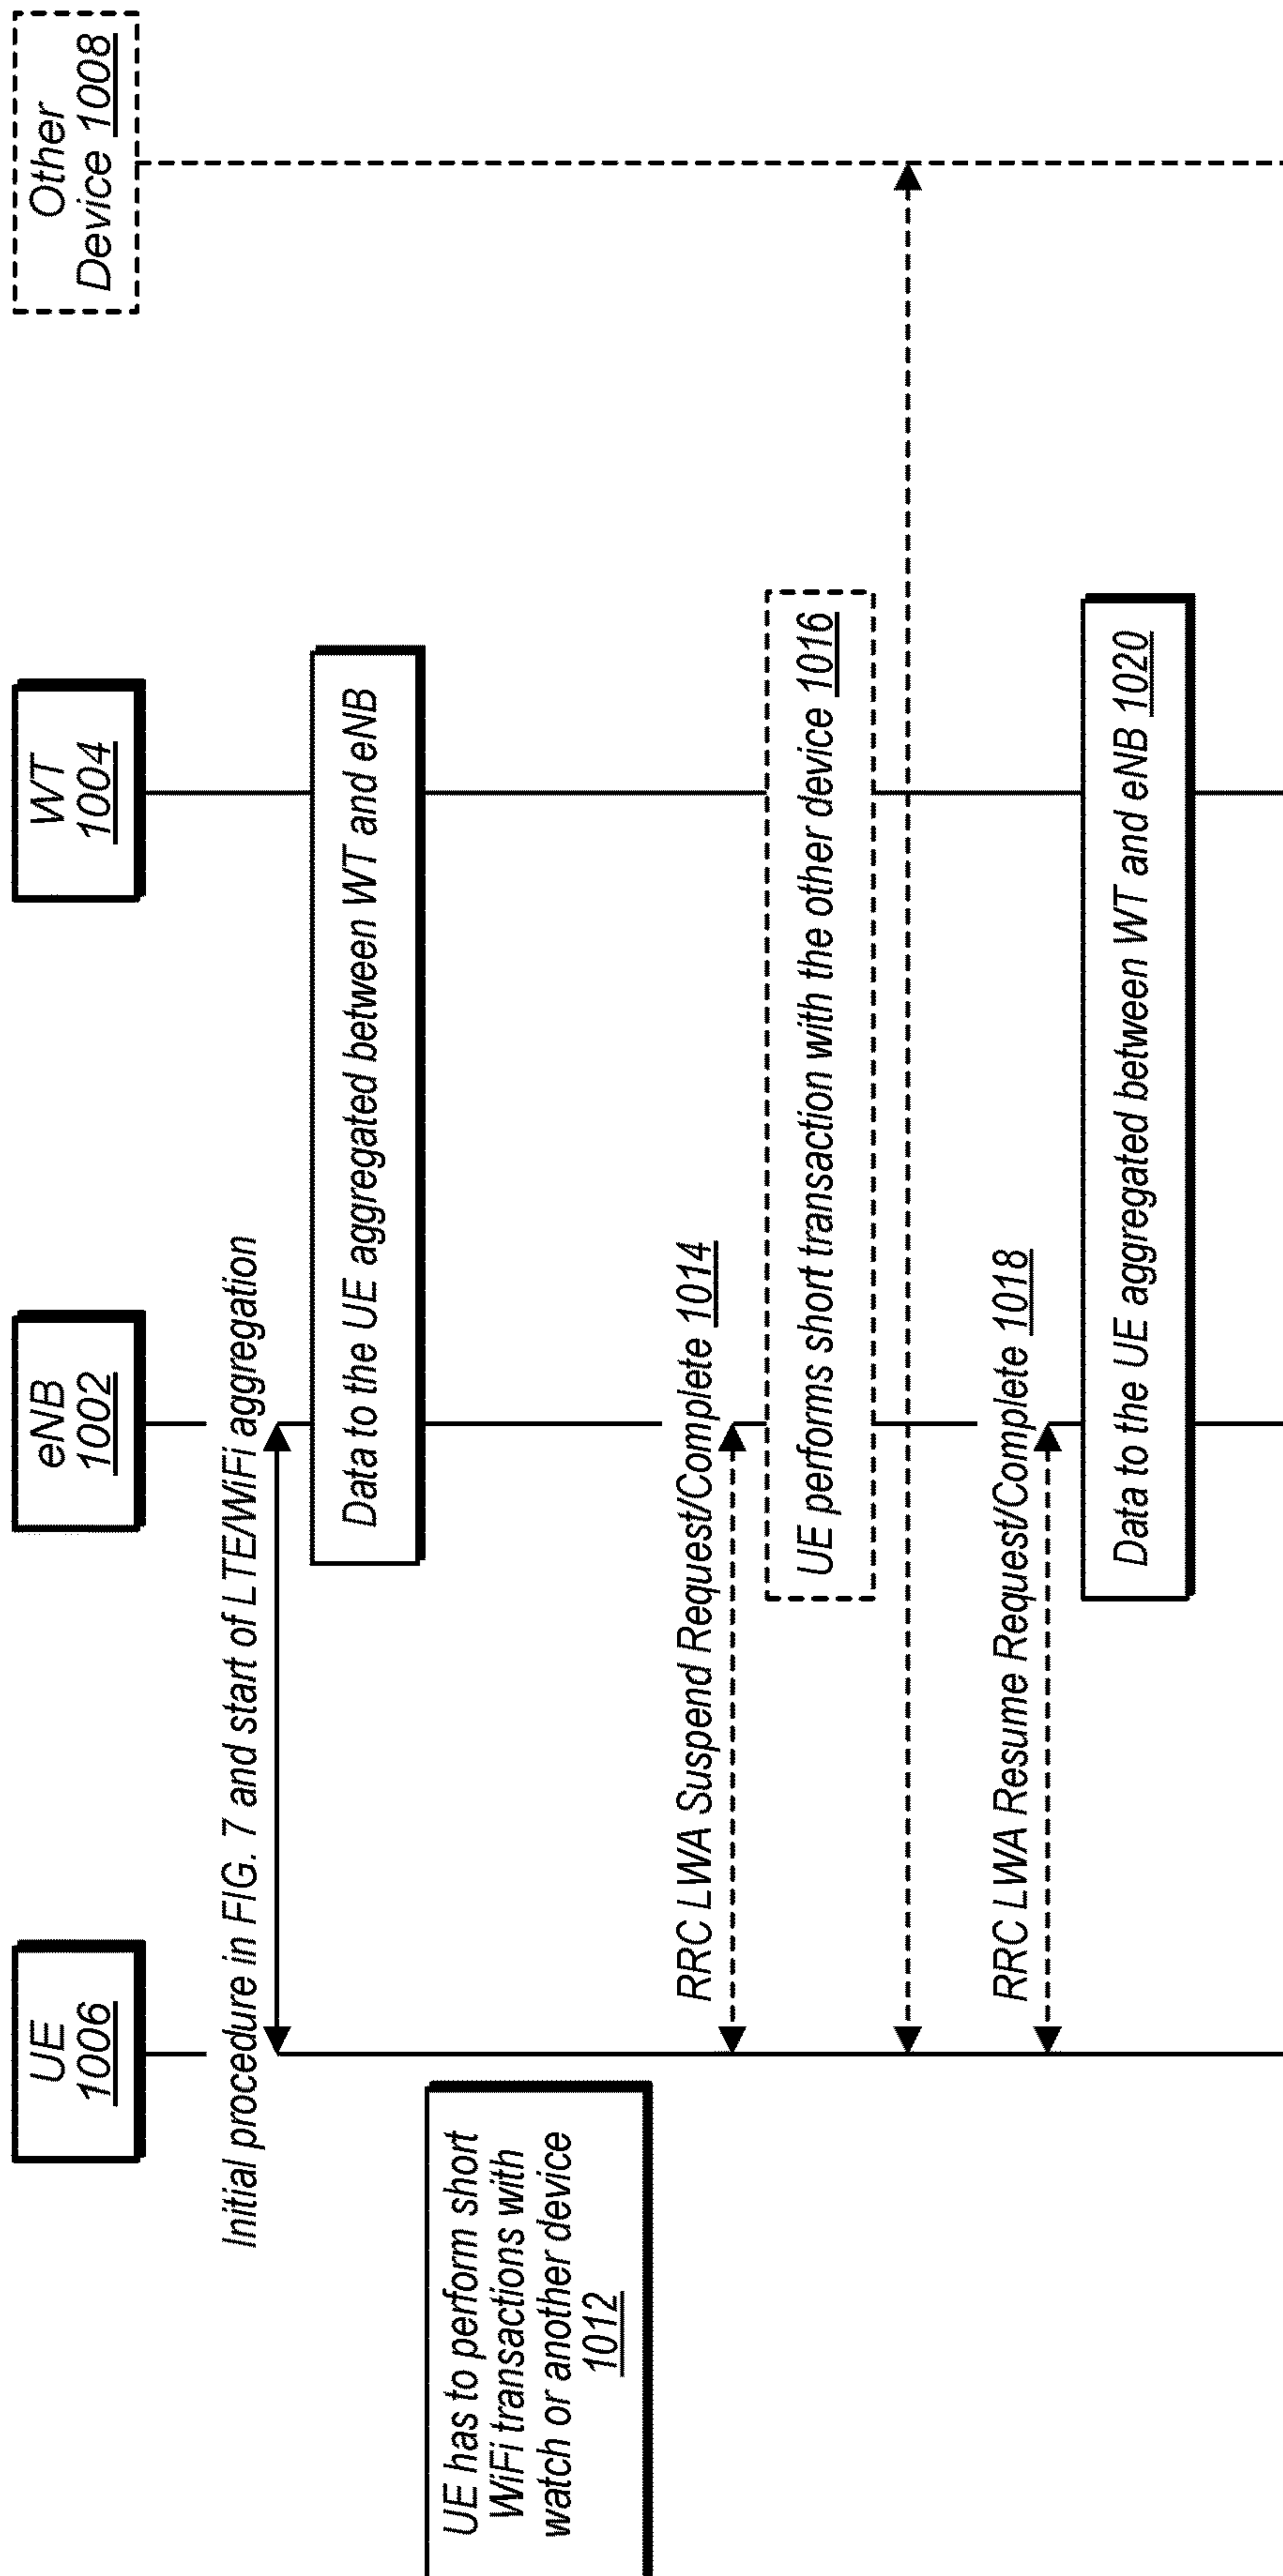 UE
1006
eNB
1002
WT
1004
Other
Device 1008
Initial procedure in FIG. 7 and start of LTE/WiFi aggregation
Data to the UE aggregated between WT and eNB
UE has to perform short
WiFi transactions with
watch or another device
1012
RRC LWA Suspend Request/Complete 1014
UE performs short transaction with the other device 1016
RRC LWA Resume Request/Complete 1018
Data to the UE aggregated between WT and eNB 1020